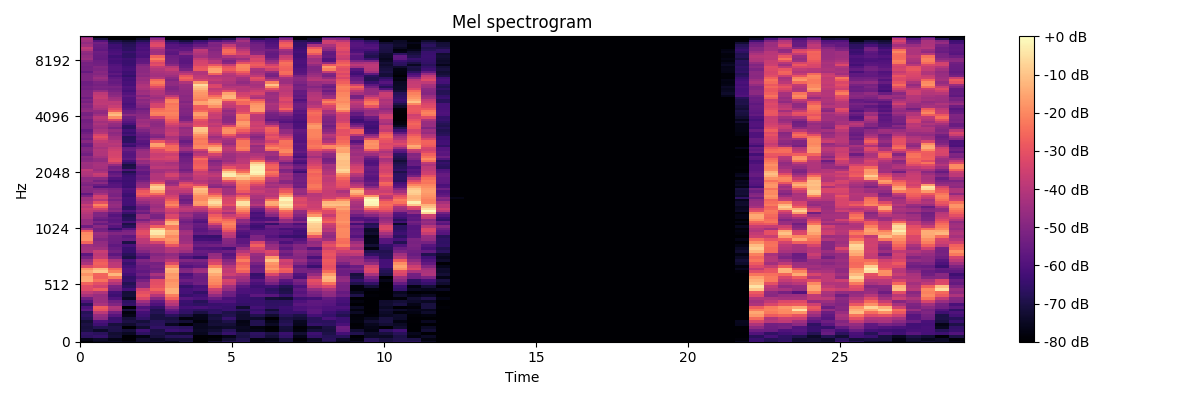 Mel spectrogram
8192
4096
2048
1024
512
0
Hz
0 5 10 15 20 25
Time
+0 dB
-10 dB
-20 dB
-30 dB
-40 dB
-50 dB
-60 dB
-70 dB
-80 dB